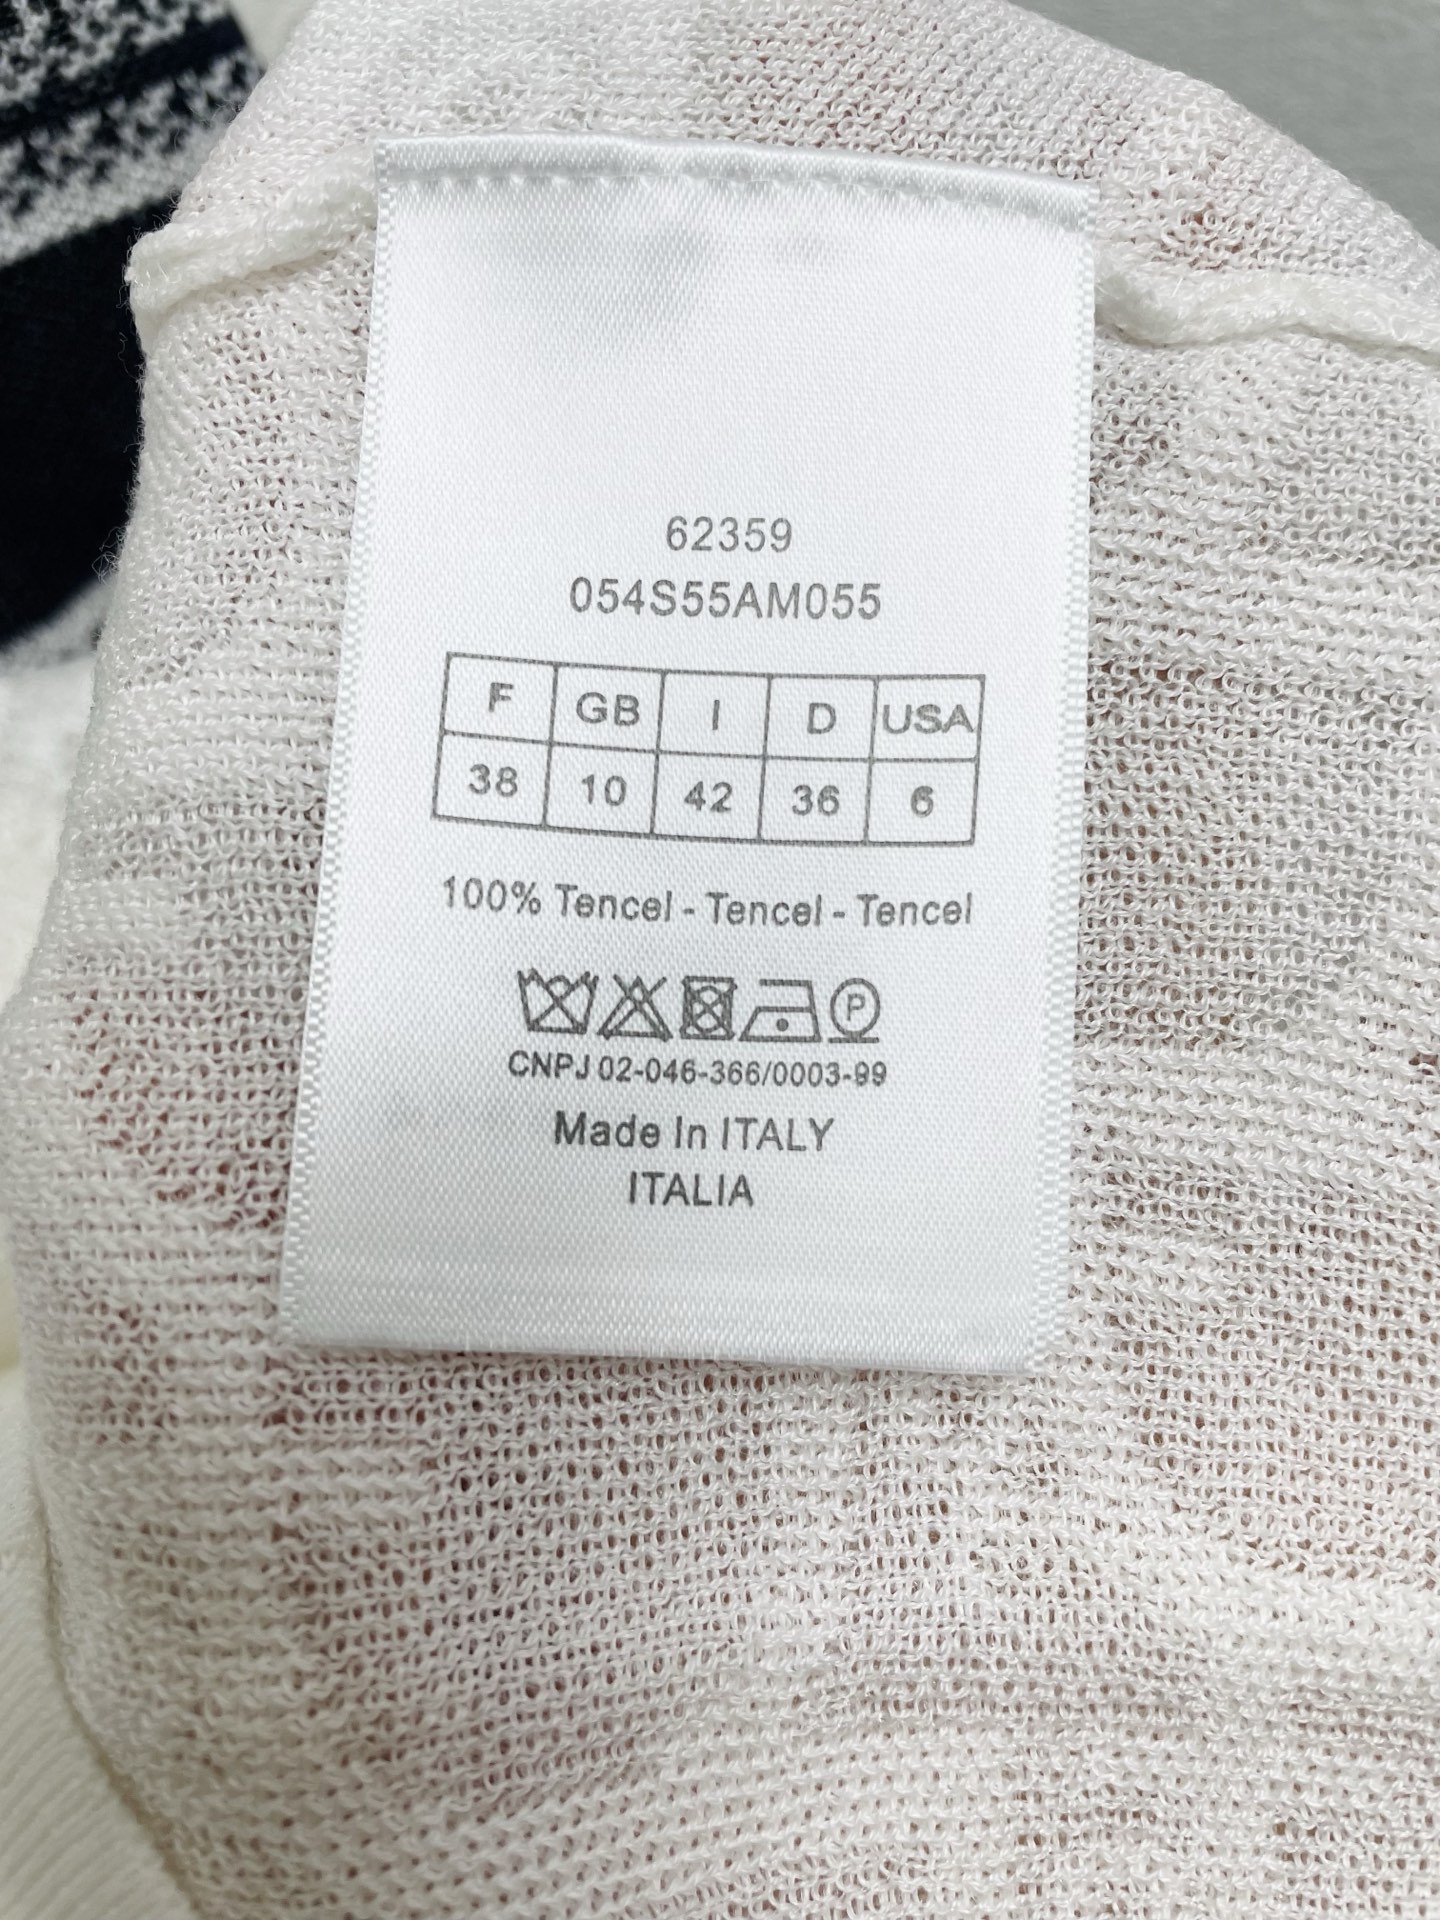 62359
054S55AM055
F GB I D USA
38 10 42 36 6
100% Tencel - Tencel - Tencel
P
CNPJ 02-046-366/0003-99
Made In ITALY
ITALIA